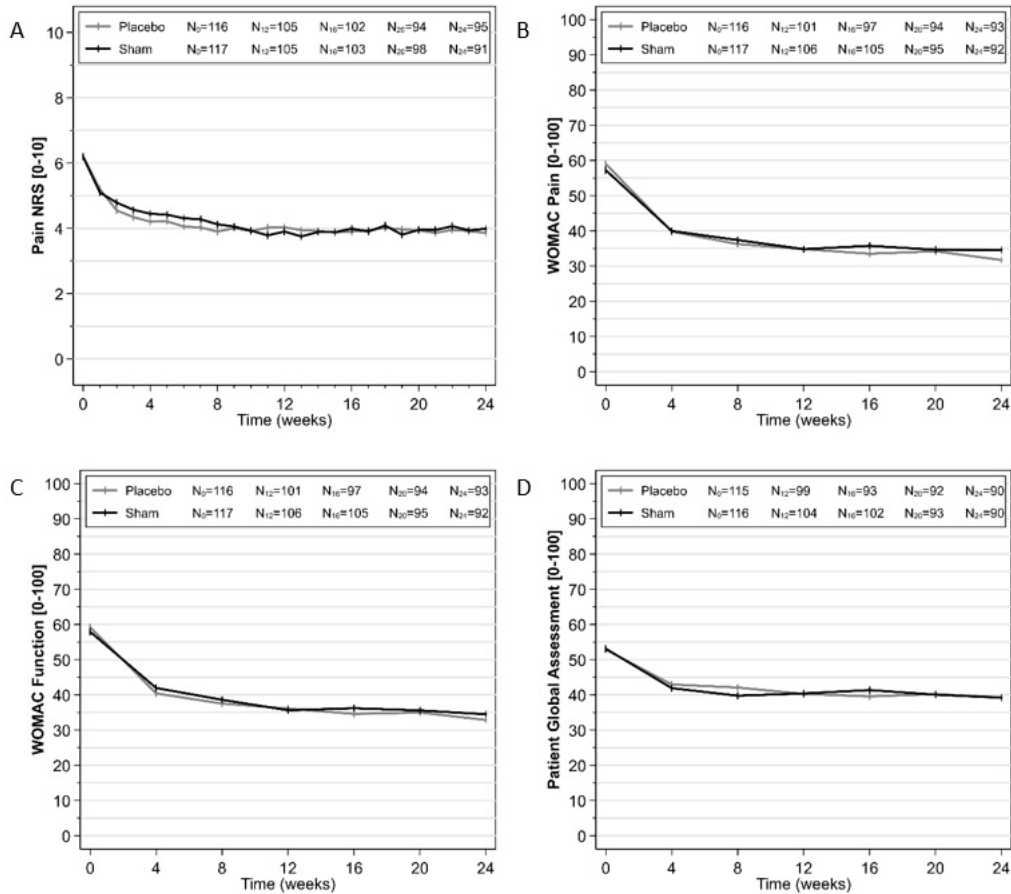 A
Placebo N₀=116 N₁₂=105 N₁₆=102 N₂₀=94 N₂₄=95
Sham N₀=117 N₁₂=105 N₁₆=103 N₂₀=98 N₂₄=91
Pain NRS [0-10]
10
8
6
4
2
0
0 4 8 12 16 20 24
Time (weeks)
B
Placebo N₀=116 N₁₂=101 N₁₆=97 N₂₀=94 N₂₄=93
Sham N₀=117 N₁₂=106 N₁₆=105 N₂₀=95 N₂₄=92
WOMAC Pain [0-100]
100
90
80
70
60
50
40
30
20
10
0
0 4 8 12 16 20 24
Time (weeks)
C
Placebo N₀=116 N₁₂=101 N₁₆=97 N₂₀=94 N₂₄=93
Sham N₀=117 N₁₂=106 N₁₆=105 N₂₀=95 N₂₄=92
WOMAC Function [0-100]
100
90
80
70
60
50
40
30
20
10
0
0 4 8 12 16 20 24
Time (weeks)
D
Placebo N₀=115 N₁₂=99 N₁₆=93 N₂₀=92 N₂₄=90
Sham N₀=116 N₁₂=104 N₁₆=102 N₂₀=93 N₂₄=90
Patient Global Assessment [0-100]
100
90
80
70
60
50
40
30
20
10
0
0 4 8 12 16 20 24
Time (weeks)